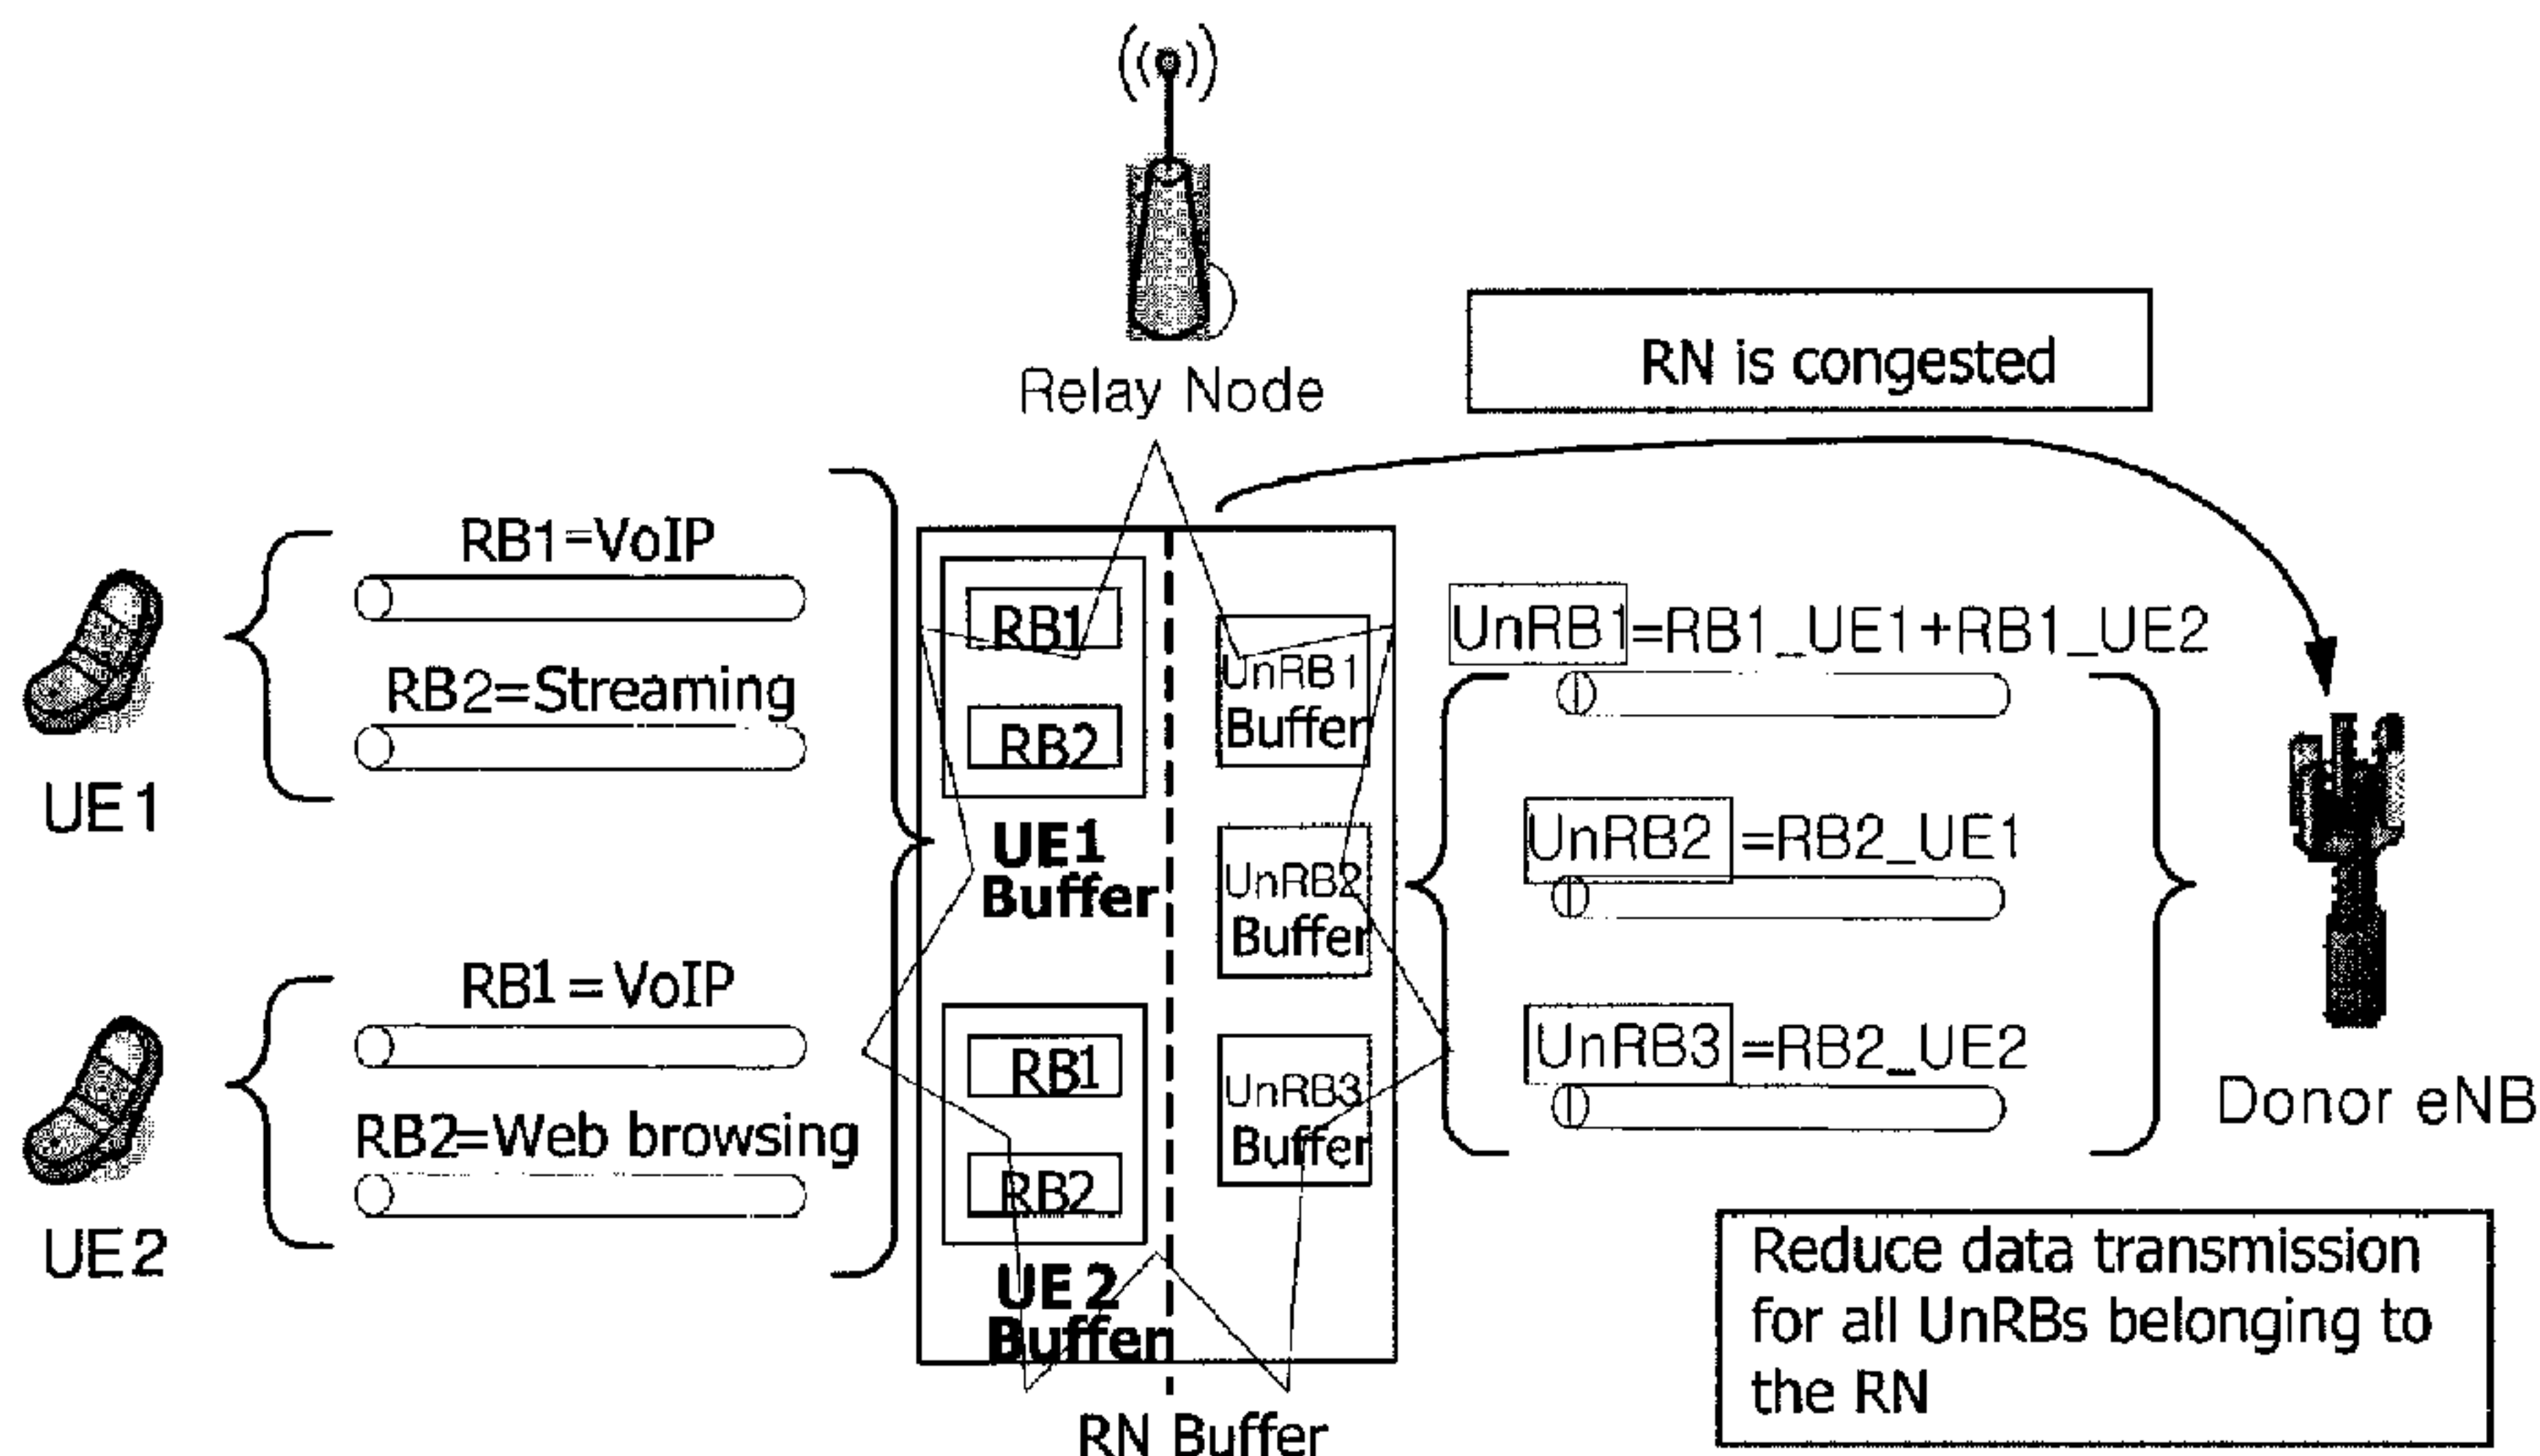 Relay Node
RN is congested
RB1=VoIP
RB2=Streaming
UE1
RB1=VoIP
RB2=Web browsing
UE2
RB1
RB2
UE1
Buffer
RB1
RB2
UE2
Buffer
UnRB1
Buffer
UnRB2
Buffer
UnRB3
Buffer
RN Buffer
UnRB1=RB1_UE1+RB1_UE2
UnRB2 =RB2_UE1
UnRB3 =RB2_UE2
Donor eNB
Reduce data transmission
for all UnRBs belonging to
the RN